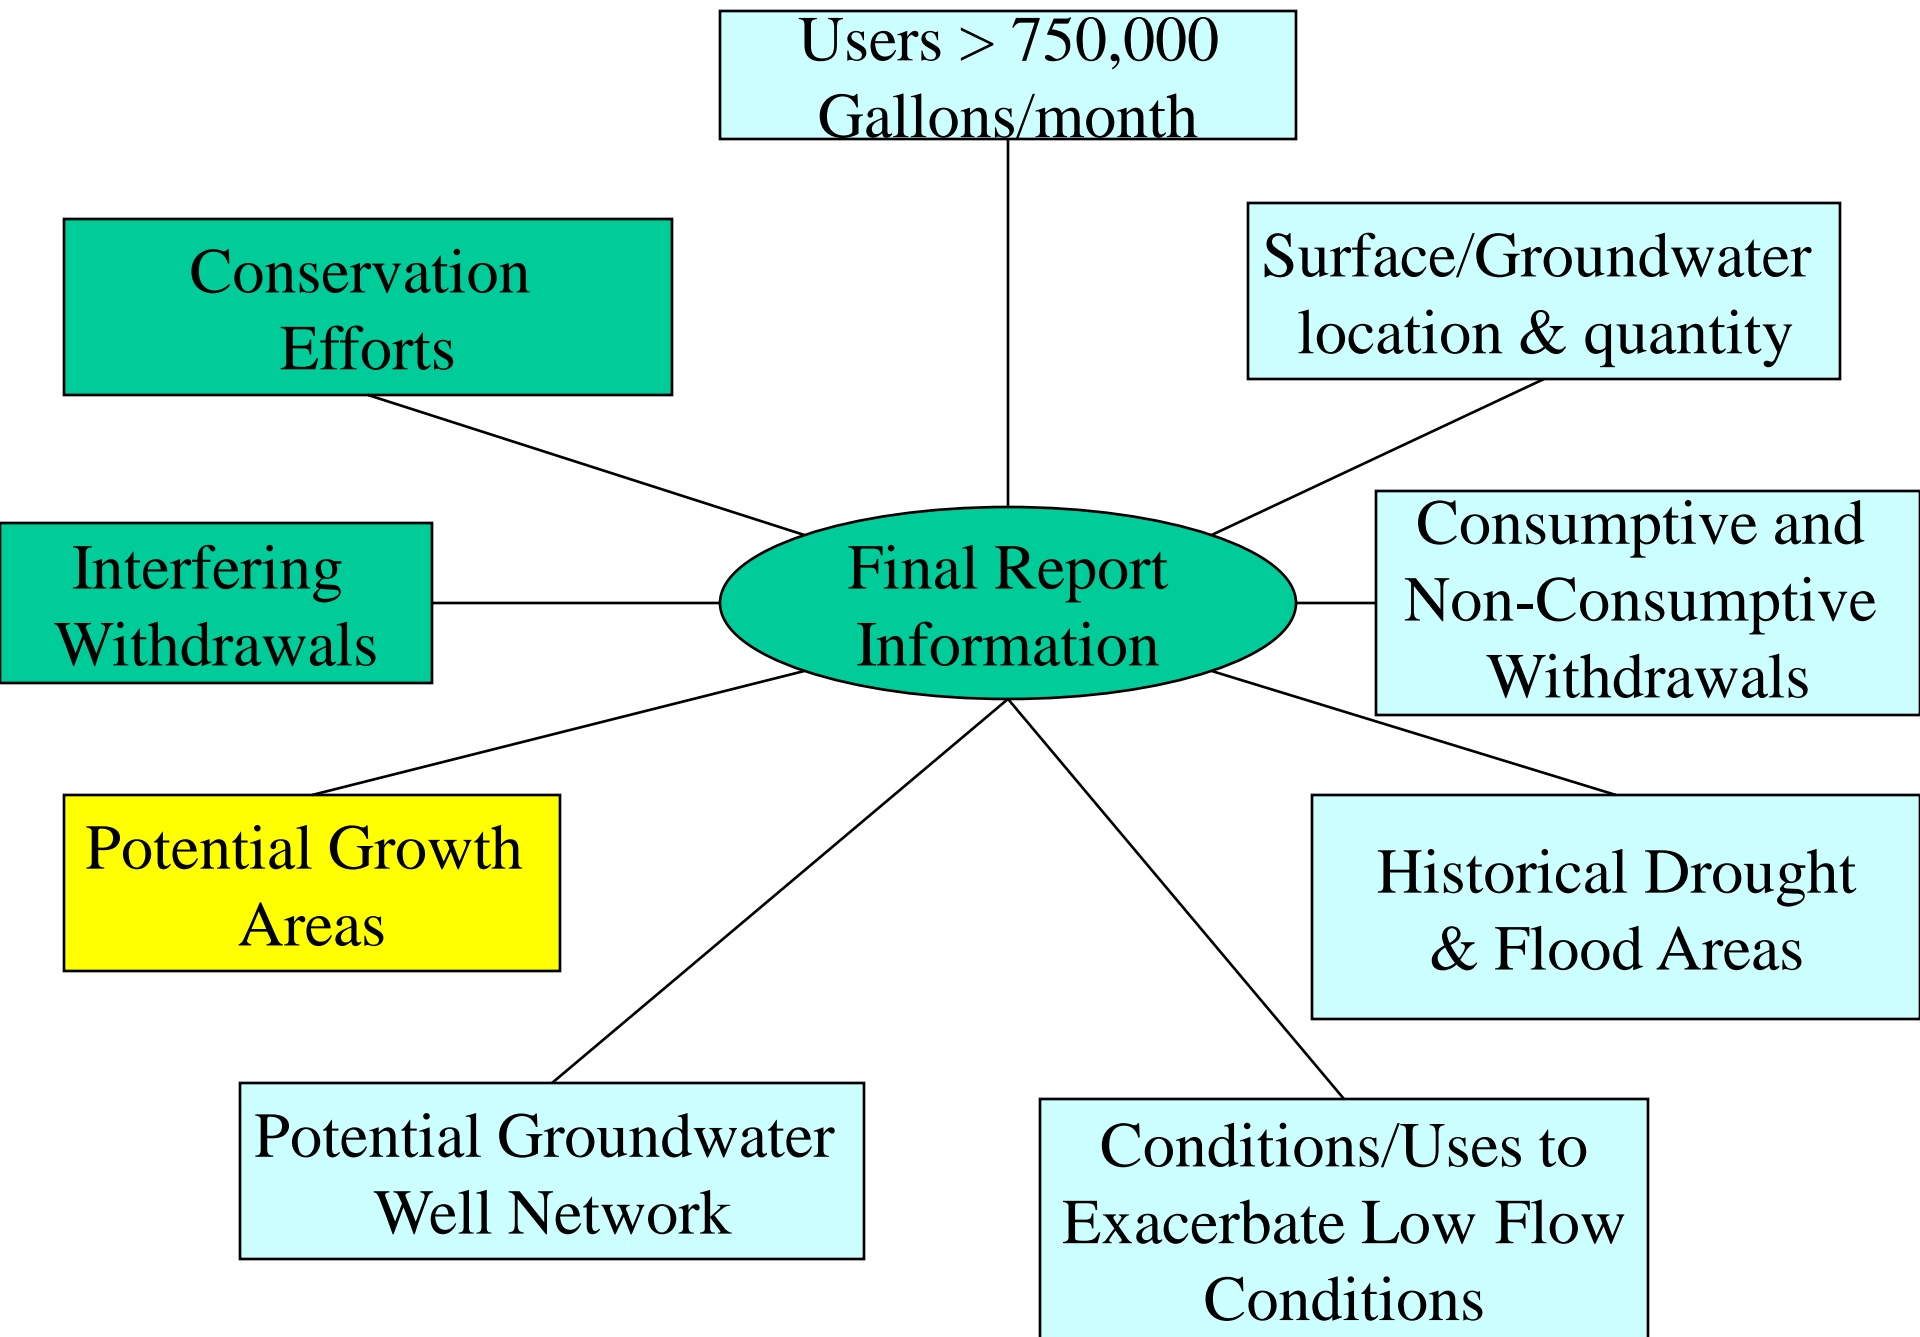 Users > 750,000
Gallons/month
Conservation
Efforts
Surface/Groundwater
location & quantity
Interfering
Withdrawals
Final Report
Information
Consumptive and
Non-Consumptive
Withdrawals
Potential Growth
Areas
Historical Drought
& Flood Areas
Potential Groundwater
Well Network
Conditions/Uses to
Exacerbate Low Flow
Conditions